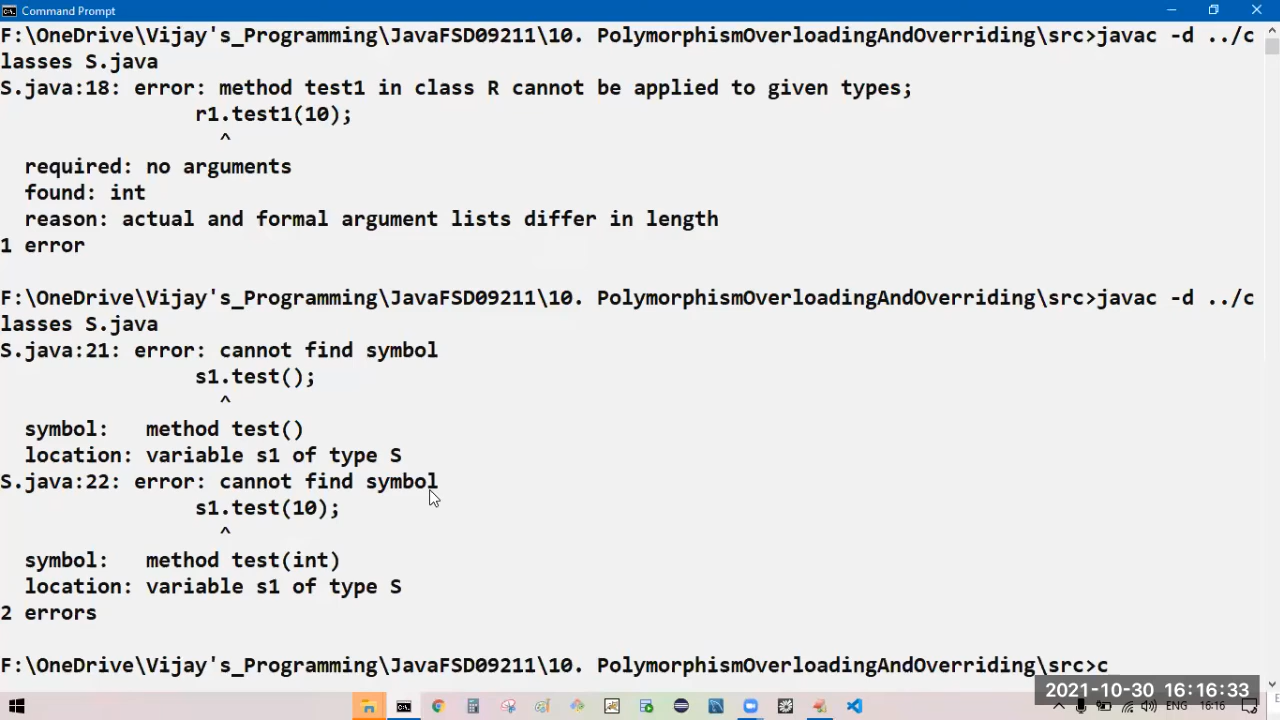 Command Prompt
F:\OneDrive\Vijay's_Programming\JavaFSD09211\10. PolymorphismOverloadingAndOverriding\src>javac -d ../c
lasses S.java
S.java:18: error: method test1 in class R cannot be applied to given types;
                r1.test1(10);
                  ^
  required: no arguments
  found: int
  reason: actual and formal argument lists differ in length
1 error
F:\OneDrive\Vijay's_Programming\JavaFSD09211\10. PolymorphismOverloadingAndOverriding\src>javac -d ../c
lasses S.java
S.java:21: error: cannot find symbol
                s1.test();
                  ^
  symbol:   method test()
  location: variable s1 of type S
S.java:22: error: cannot find symbol
                s1.test(10);
                  ^
  symbol:   method test(int)
  location: variable s1 of type S
2 errors
F:\OneDrive\Vijay's_Programming\JavaFSD09211\10. PolymorphismOverloadingAndOverriding\src>c
2021-10-30 16:16:33
ENG 16:16